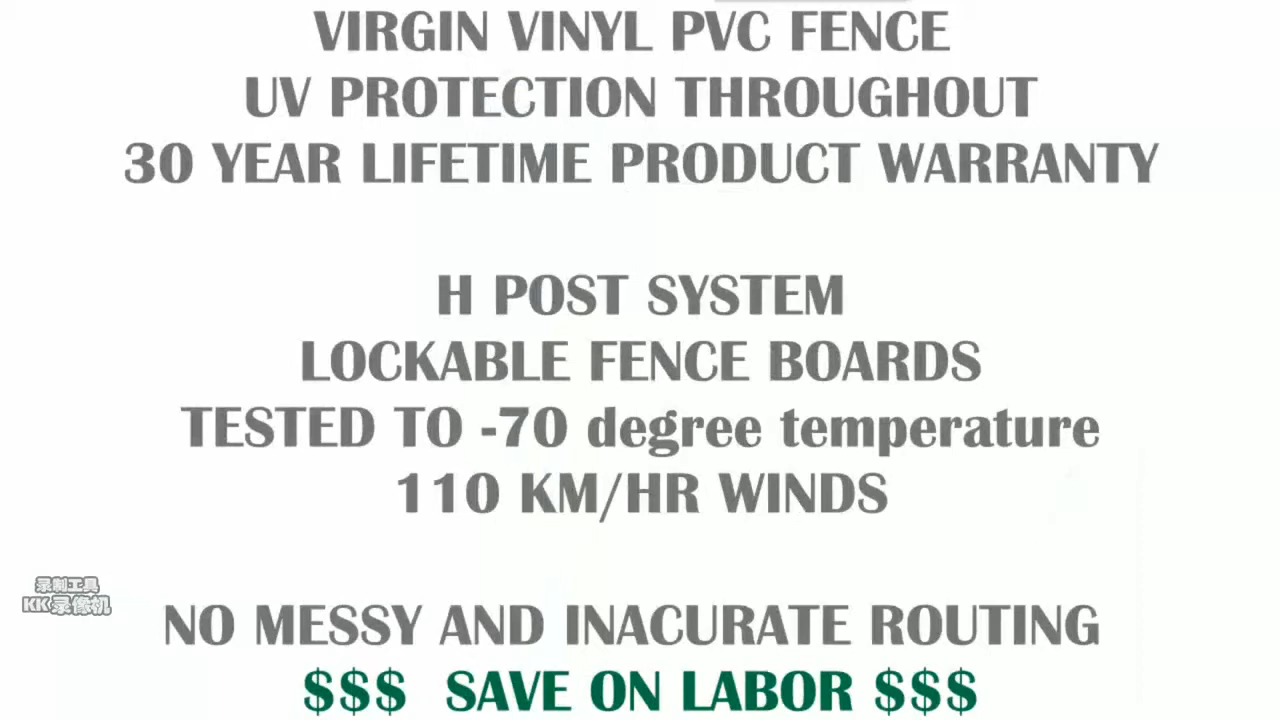 VIRGIN VINYL PVC FENCE
UV PROTECTION THROUGHOUT
30 YEAR LIFETIME PRODUCT WARRANTY
H POST SYSTEM
LOCKABLE FENCE BOARDS
TESTED TO -70 degree temperature
110 KM/HR WINDS
录制工具
KK录像机
NO MESSY AND INACURATE ROUTING
$$$ SAVE ON LABOR $$$